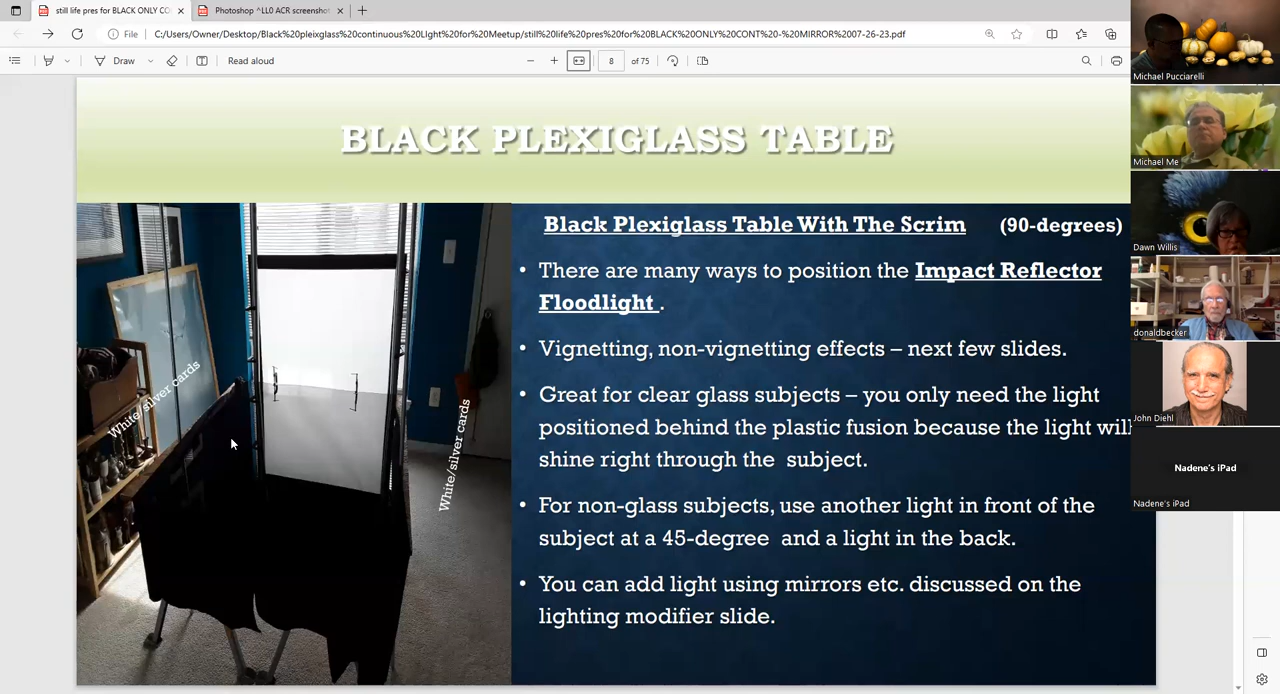 still life pres for BLACK ONLY CO
Photoshop ^LL0 ACR screenshot
File
C:/Users/Owner/Desktop/Black%20pleixglass%20continuous%20LIght%20for%20Meetup/still%20life%20pres%20for%20BLACK%20ONLY%20CONT%20-%20MIRROR%2007-26-23.pdf
Draw
Read aloud
8
of 75
BLACK PLEXIGLASS TABLE
Black Plexiglass Table With The Scrim (90-degrees)
• There are many ways to position the Impact Reflector
Floodlight .
• Vignetting, non-vignetting effects – next few slides.
• Great for clear glass subjects – you only need the light
positioned behind the plastic fusion because the light will
shine right through the subject.
• For non-glass subjects, use another light in front of the
subject at a 45-degree and a light in the back.
• You can add light using mirrors etc. discussed on the
lighting modifier slide.
White/silver cards
White/silver cards
Michael Pucciarelli
Michael Me
Dawn Willis
donaldbecker
John Diehl
Nadene's iPad
Nadene's iPad